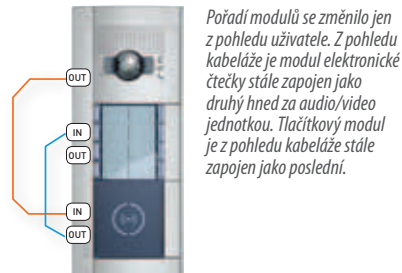 Pořadí modulů se změnilo jen
z pohledu uživatele. Z pohledu
kabeláže je modul elektronické
čtečky stále zapojen jako
druhý hned za audio/video
jednotkou. Tlačítkový modul
je z pohledu kabeláže stále
zapojen jako poslední.
OUT
IN
OUT
IN
OUT